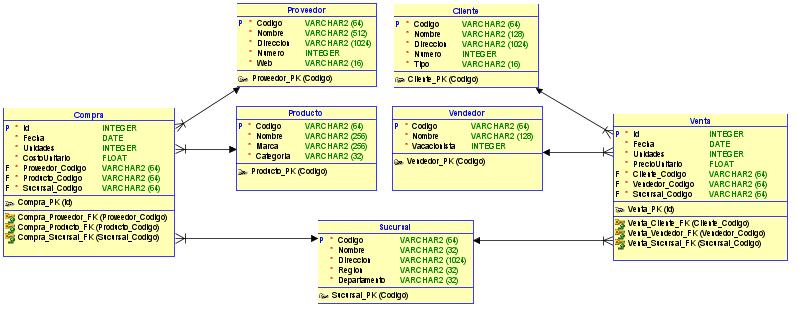 Proveedor
P * Codigo VARCHAR2 (64)
* Nombre VARCHAR2 (512)
* Direccion VARCHAR2 (1024)
* Numero INTEGER
* Web VARCHAR2 (16)
Proveedor_PK (Codigo)
Cliente
P * Codigo VARCHAR2 (64)
* Nombre VARCHAR2 (128)
* Direccion VARCHAR2 (1024)
* Numero INTEGER
* Tipo VARCHAR2 (16)
Cliente_PK (Codigo)
Compra
P * Id INTEGER
* Fecha DATE
* Unidades INTEGER
* CostoUnitario FLOAT
F * Proveedor_Codigo VARCHAR2 (64)
F * Producto_Codigo VARCHAR2 (64)
F * Sucursal_Codigo VARCHAR2 (64)
Compra_PK (Id)
Compra_Proveedor_FK (Proveedor_Codigo)
Compra_Producto_FK (Producto_Codigo)
Compra_Sucursal_FK (Sucursal_Codigo)
Producto
P * Codigo VARCHAR2 (64)
* Nombre VARCHAR2 (256)
* Marca VARCHAR2 (256)
* Categoria VARCHAR2 (32)
Producto_PK (Codigo)
Vendedor
P * Codigo VARCHAR2 (64)
* Nombre VARCHAR2 (128)
* Vacacionista INTEGER
Vendedor_PK (Codigo)
Venta
P * Id INTEGER
* Fecha DATE
* Unidades INTEGER
* PrecioUnitario FLOAT
F * Cliente_Codigo VARCHAR2 (64)
F * Vendedor_Codigo VARCHAR2 (64)
F * Sucursal_Codigo VARCHAR2 (64)
Venta_PK (Id)
Venta_Cliente_FK (Cliente_Codigo)
Venta_Vendedor_FK (Vendedor_Codigo)
Venta_Sucursal_FK (Sucursal_Codigo)
Sucursal
P * Codigo VARCHAR2 (64)
* Nombre VARCHAR2 (32)
* Direccion VARCHAR2 (1024)
* Region VARCHAR2 (32)
* Departamento VARCHAR2 (32)
Sucursal_PK (Codigo)